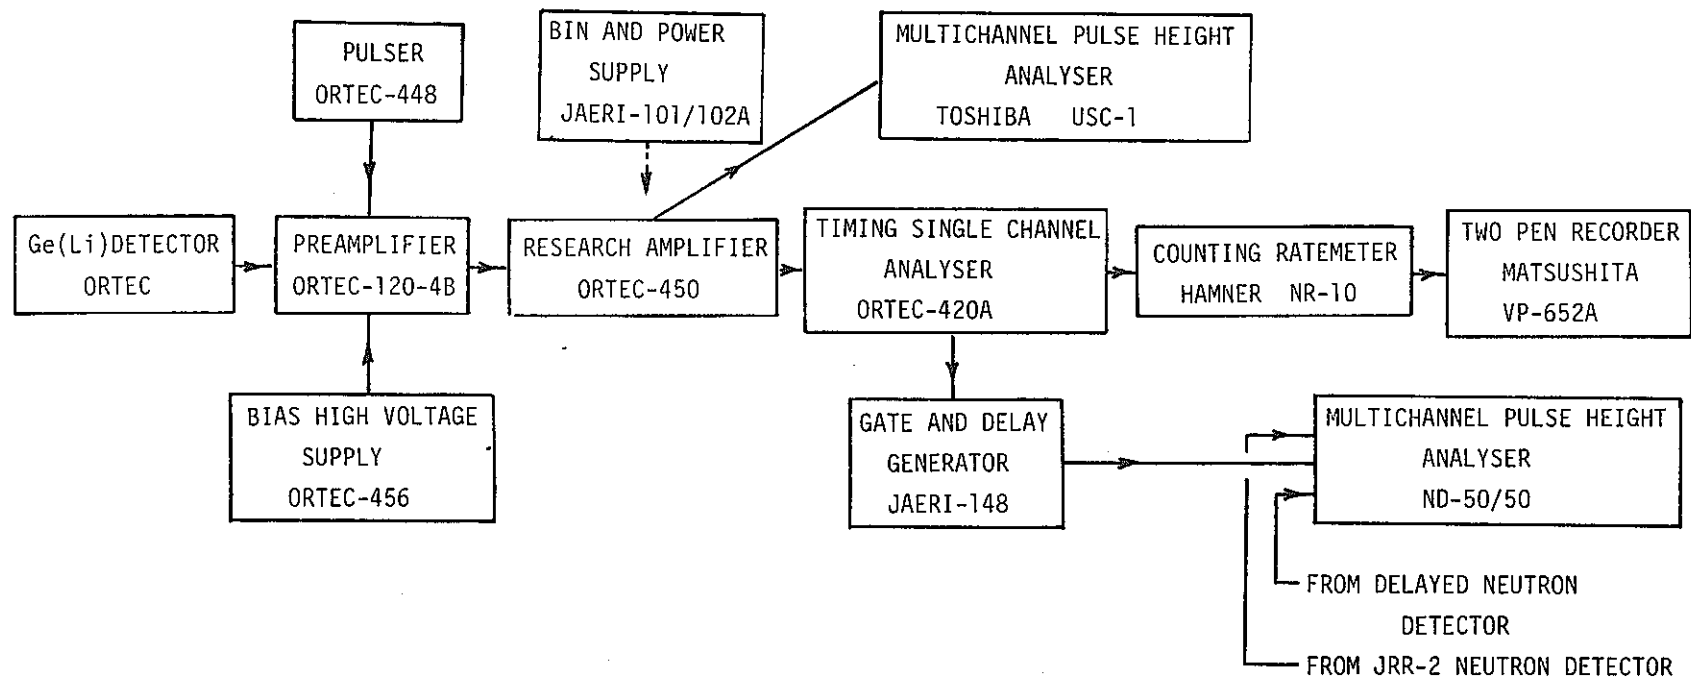 PULSER
ORTEC-448
BIN AND POWER
SUPPLY
JAERI-101/102A
MULTICHANNEL PULSE HEIGHT
ANALYSER
TOSHIBA USC-1
Ge(Li)DETECTOR
ORTEC
PREAMPLIFIER
ORTEC-120-4B
RESEARCH AMPLIFIER
ORTEC-450
TIMING SINGLE CHANNEL
ANALYSER
ORTEC-420A
COUNTING RATEMETER
HAMNER NR-10
TWO PEN RECORDER
MATSUSHITA
VP-652A
BIAS HIGH VOLTAGE
SUPPLY
ORTEC-456
GATE AND DELAY
GENERATOR
JAERI-148
MULTICHANNEL PULSE HEIGHT
ANALYSER
ND-50/50
FROM DELAYED NEUTRON
DETECTOR
FROM JRR-2 NEUTRON DETECTOR